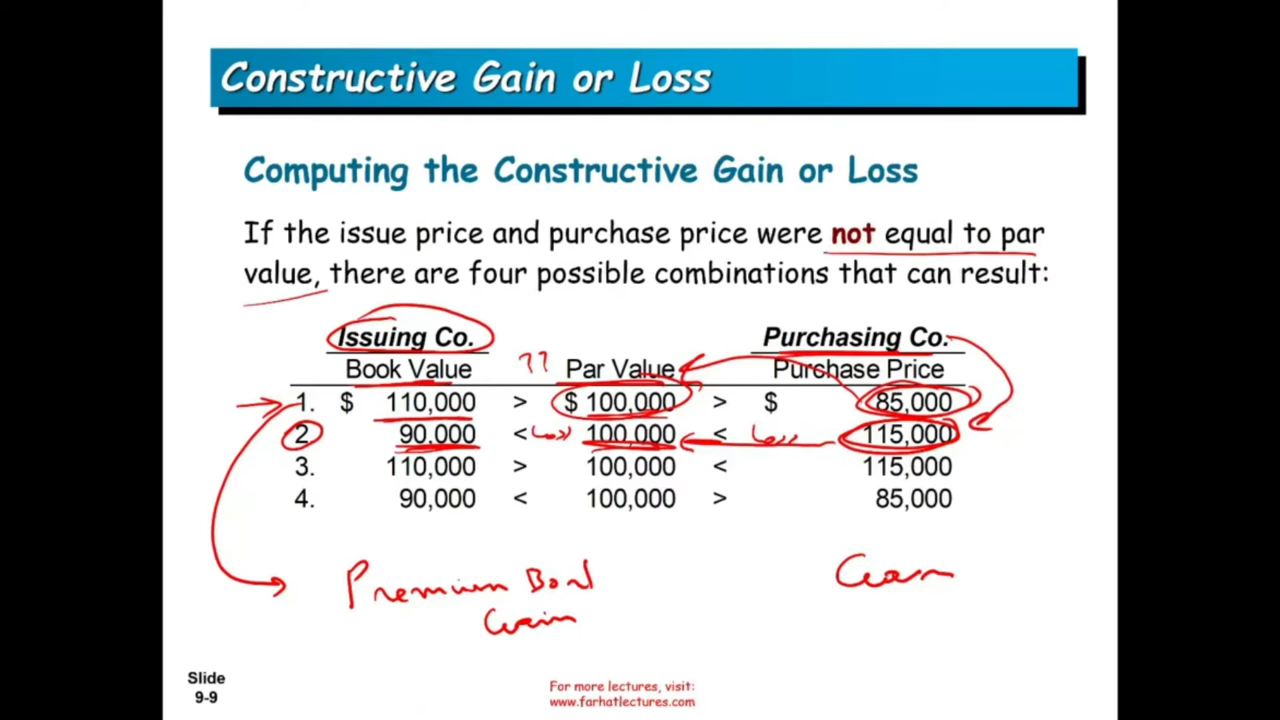 Constructive Gain or Loss
Computing the Constructive Gain or Loss
If the issue price and purchase price were not equal to par
value, there are four possible combinations that can result:
Issuing Co. Purchasing Co.
Book Value ?? Par Value Purchase Price
1. $ 110,000 > $ 100,000 > $ 85,000
2. 90,000 < Loss 100,000 < Loss 115,000
3. 110,000 > 100,000 < 115,000
4. 90,000 < 100,000 > 85,000
Premium Bond Gain
Gain
Slide
9-9
For more lectures, visit:
www.farhatlectures.com